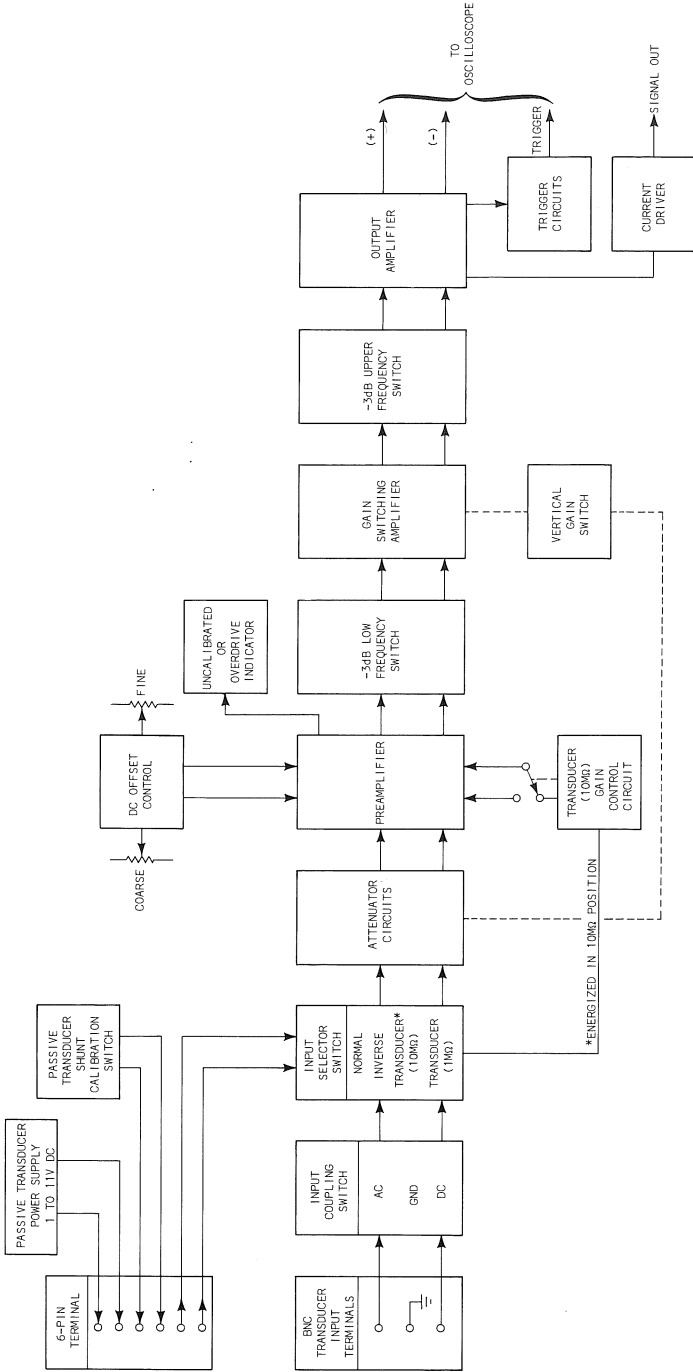 PASSIVE TRANSDUCER
POWER SUPPLY
1 TO 11V DC
PASSIVE
TRANSDUCER
SHUNT
CALIBRATION
SWITCH
6-PIN
TERMINAL
COARSE
DC OFFSET
CONTROL
FINE
UNCALIBRATED
OR
OVERDRIVE
INDICATOR
BNC
TRANSDUCER
INPUT
TERMINALS
INPUT
COUPLING
SWITCH
AC
GND
DC
INPUT
SELECTOR
SWITCH
NORMAL
INVERSE
TRANSDUCER*
(10MΩ)
TRANSDUCER
(1MΩ)
ATTENUATOR
CIRCUITS
PREAMPLIFIER
-3dB LOW
FREQUENCY
SWITCH
GAIN
SWITCHING
AMPLIFIER
-3dB UPPER
FREQUENCY
SWITCH
OUTPUT
AMPLIFIER
(+)
(-)
TO
OSCILLOSCOPE
TRIGGER
TRIGGER
CIRCUITS
CURRENT
DRIVER
SIGNAL OUT
VERTICAL
GAIN
SWITCH
TRANSDUCER
(10MΩ)
GAIN
CONTROL
CIRCUIT
*ENERGIZED IN 10MΩ POSITION